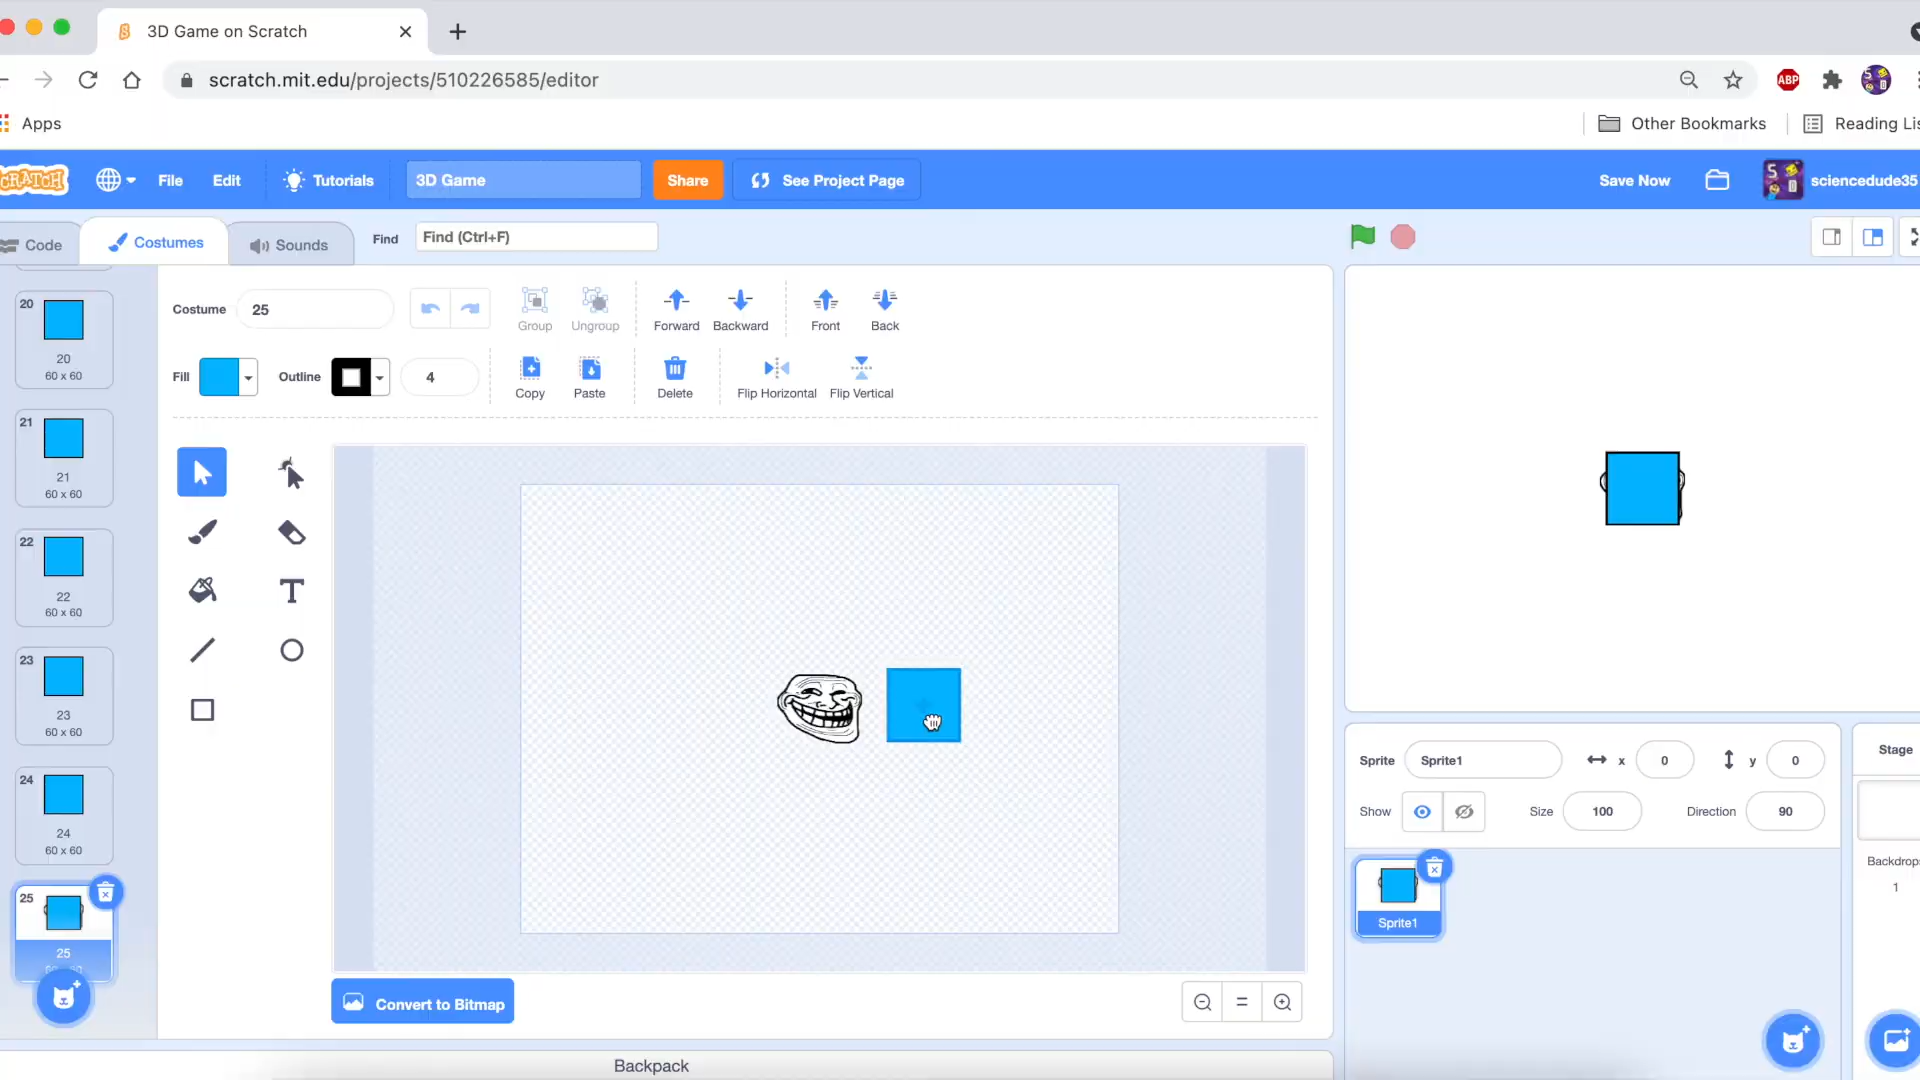 3D Game on Scratch
scratch.mit.edu/projects/510226585/editor
ABP
Apps
Other Bookmarks
Reading Lis
SCRATCH
File
Edit
Tutorials
3D Game
Share
See Project Page
Save Now
sciencedude35
Code
Costumes
Sounds
Find
Find (Ctrl+F)
Costume
25
Group
Ungroup
Forward
Backward
Front
Back
Fill
Outline
4
Copy
Paste
Delete
Flip Horizontal
Flip Vertical
20
20
60 x 60
21
21
60 x 60
22
22
60 x 60
23
23
60 x 60
24
24
60 x 60
25
25
Convert to Bitmap
Backpack
Sprite
Sprite1
x
0
y
0
Show
Size
100
Direction
90
Sprite1
Stage
Backdrops
1